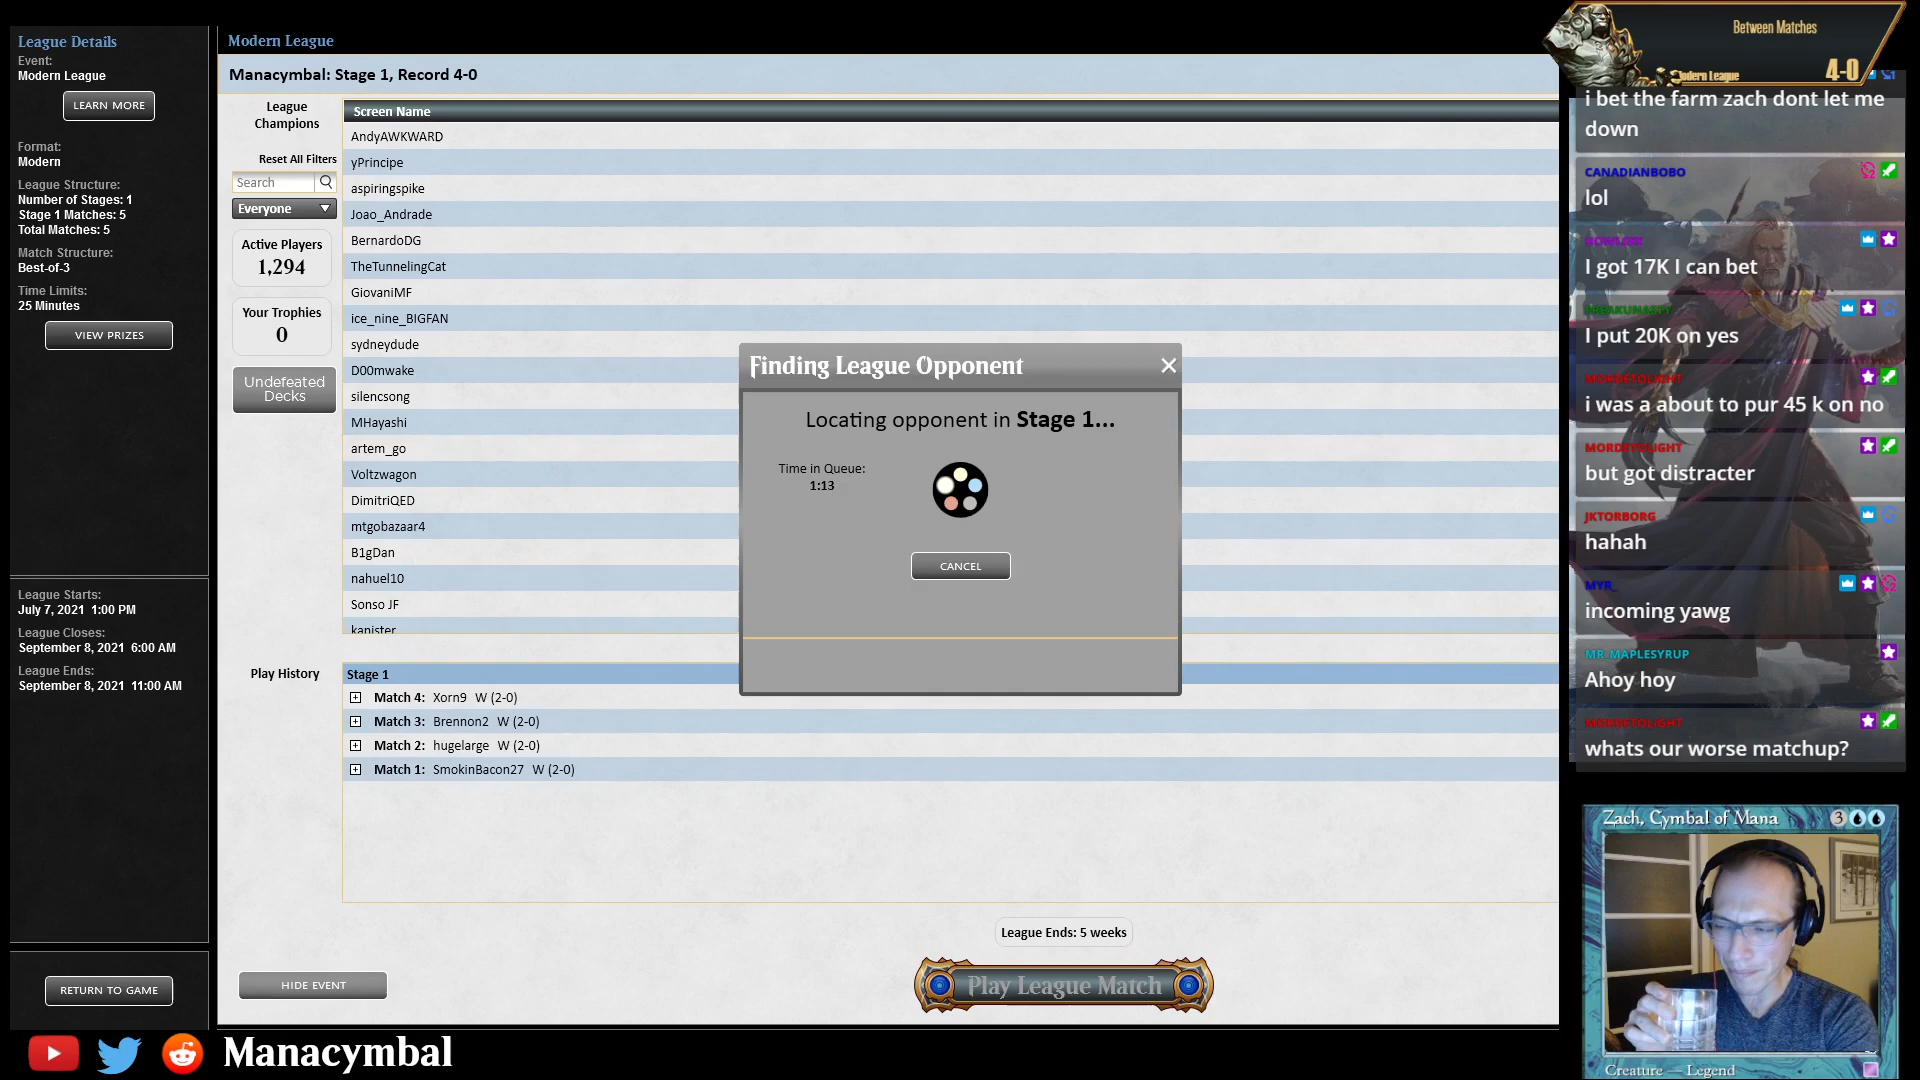 League Details
Event:
Modern League
LEARN MORE
Format:
Modern
League Structure:
Number of Stages: 1
Stage 1 Matches: 5
Total Matches: 5
Match Structure:
Best-of-3
Time Limits:
25 Minutes
VIEW PRIZES
League Starts:
July 7, 2021 1:00 PM
League Closes:
September 8, 2021 6:00 AM
League Ends:
September 8, 2021 11:00 AM
RETURN TO GAME
Modern League
Manacymbal: Stage 1, Record 4-0
League
Champions
Reset All Filters
Search
Everyone
Active Players
1,294
Your Trophies
0
Undefeated
Decks
Screen Name
AndyAWKWARD
yPrincipe
aspiringspike
Joao_Andrade
BernardoDG
TheTunnelingCat
GiovaniMF
ice_nine_BIGFAN
sydneydude
D00mwake
silencsong
MHayashi
artem_go
Voltzwagon
DimitriQED
mtgobazaar4
B1gDan
nahuel10
Sonso JF
kanister
Finding League Opponent
Locating opponent in Stage 1...
Time in Queue:
1:13
CANCEL
Play History
Stage 1
Match 4: Xorn9 W (2-0)
Match 3: Brennon2 W (2-0)
Match 2: hugelarge W (2-0)
Match 1: SmokinBacon27 W (2-0)
League Ends: 5 weeks
HIDE EVENT
Play League Match
Manacymbal
Between Matches
Modern League
4-0
i bet the farm zach dont let me
down
CANADIANBOBO
lol
I got 17K I can bet
I put 20K on yes
MORDETOLIGHT
i was a about to pur 45 k on no
MORDETOLIGHT
but got distracter
JKTORBORG
hahah
MYR_
incoming yawg
MR_MAPLESYRUP
Ahoy hoy
MORDETOLIGHT
whats our worse matchup?
Zach, Cymbal of Mana
3
Creature — Legend